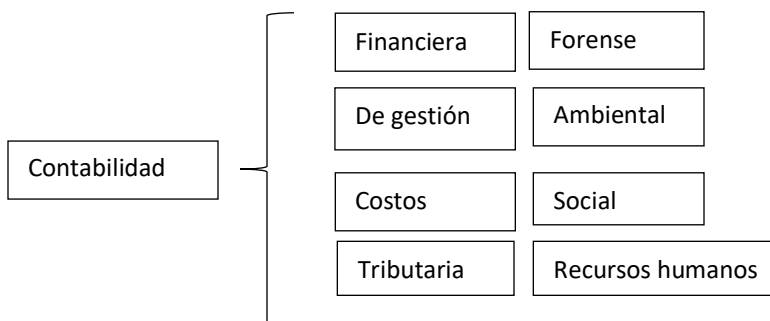 Contabilidad
Financiera
Forense
De gestión
Ambiental
Costos
Social
Tributaria
Recursos humanos